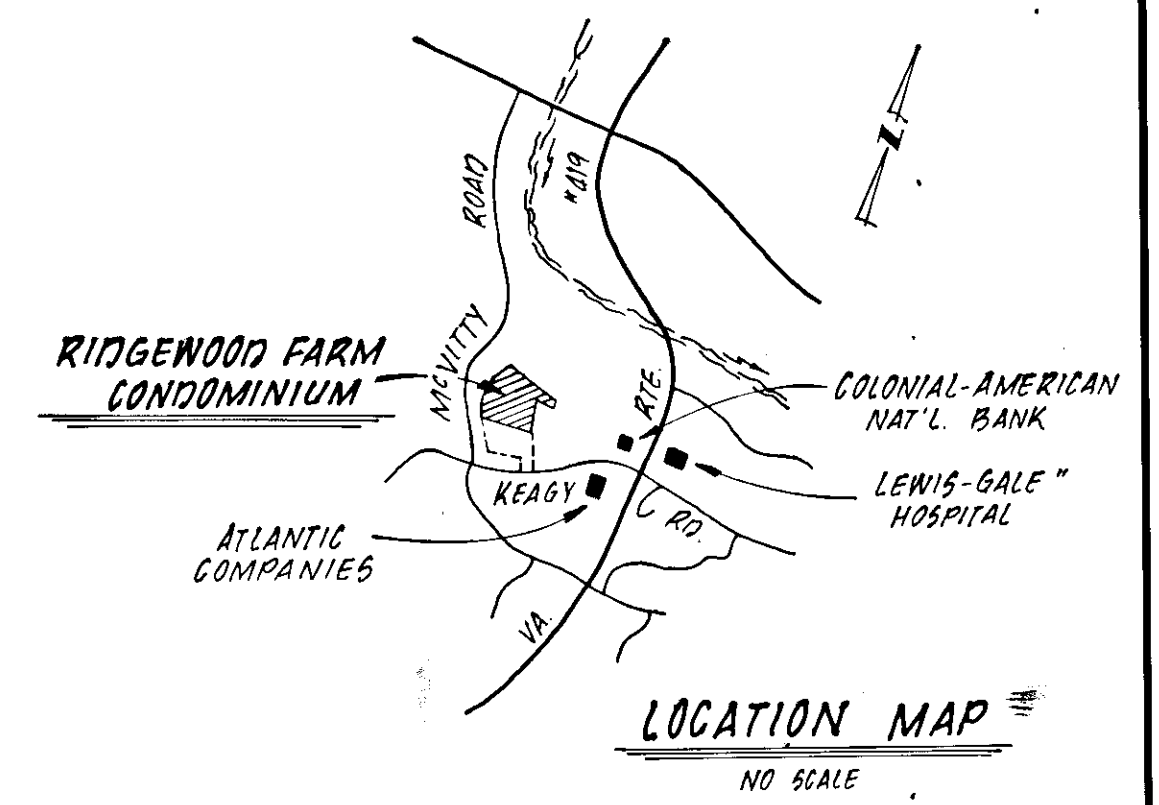 N
ROAD
#419
McVITTY
RIDGEWOOD FARM
CONDOMINIUM
RTE.
COLONIAL-AMERICAN
NAT'L. BANK
KEAGY
RD.
LEWIS-GALE"
HOSPITAL
ATLANTIC
COMPANIES
VA.
LOCATION MAP
NO SCALE